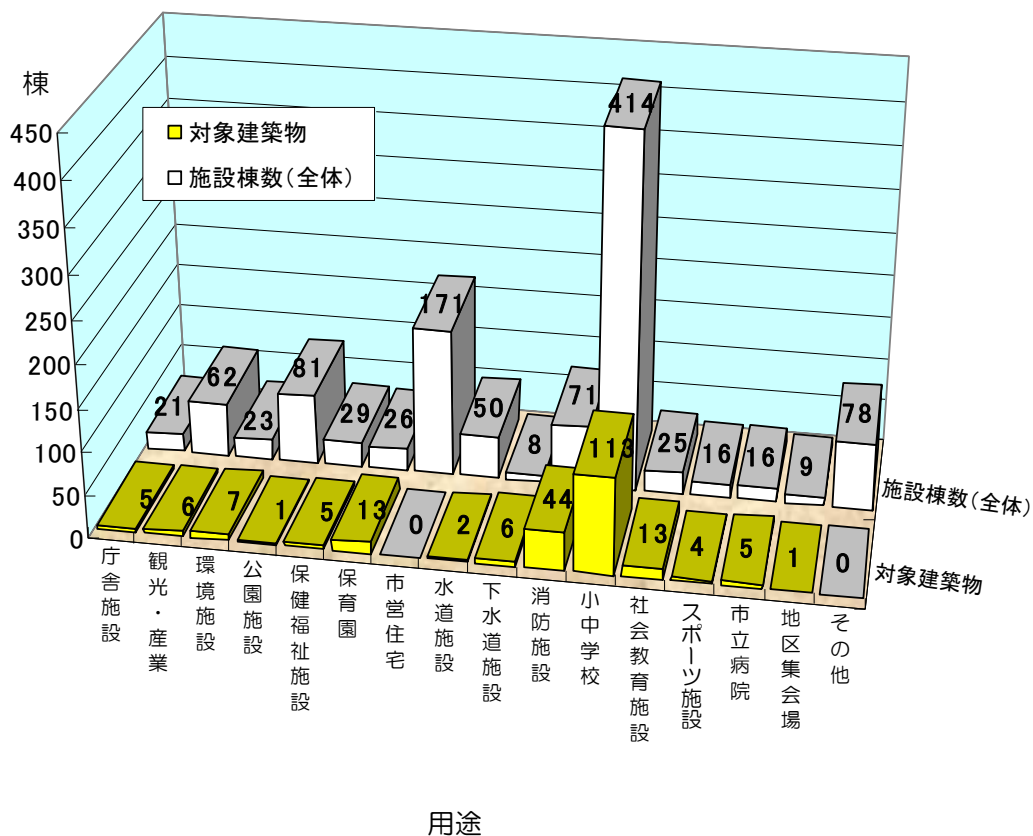 棟
450
400
350
300
250
200
150
100
50
0
対象建築物
施設棟数(全体)
21
62
23
81
29
26
171
50
8
71
414
25
16
16
9
78
施設棟数(全体)
5
6
7
1
5
13
0
2
6
44
113
13
4
5
1
0
対象建築物
庁舎施設
観光・産業
環境施設
公園施設
保健福祉施設
保育園
市営住宅
水道施設
下水道施設
消防施設
小中学校
社会教育施設
スポーツ施設
市立病院
地区集会場
その他
用途